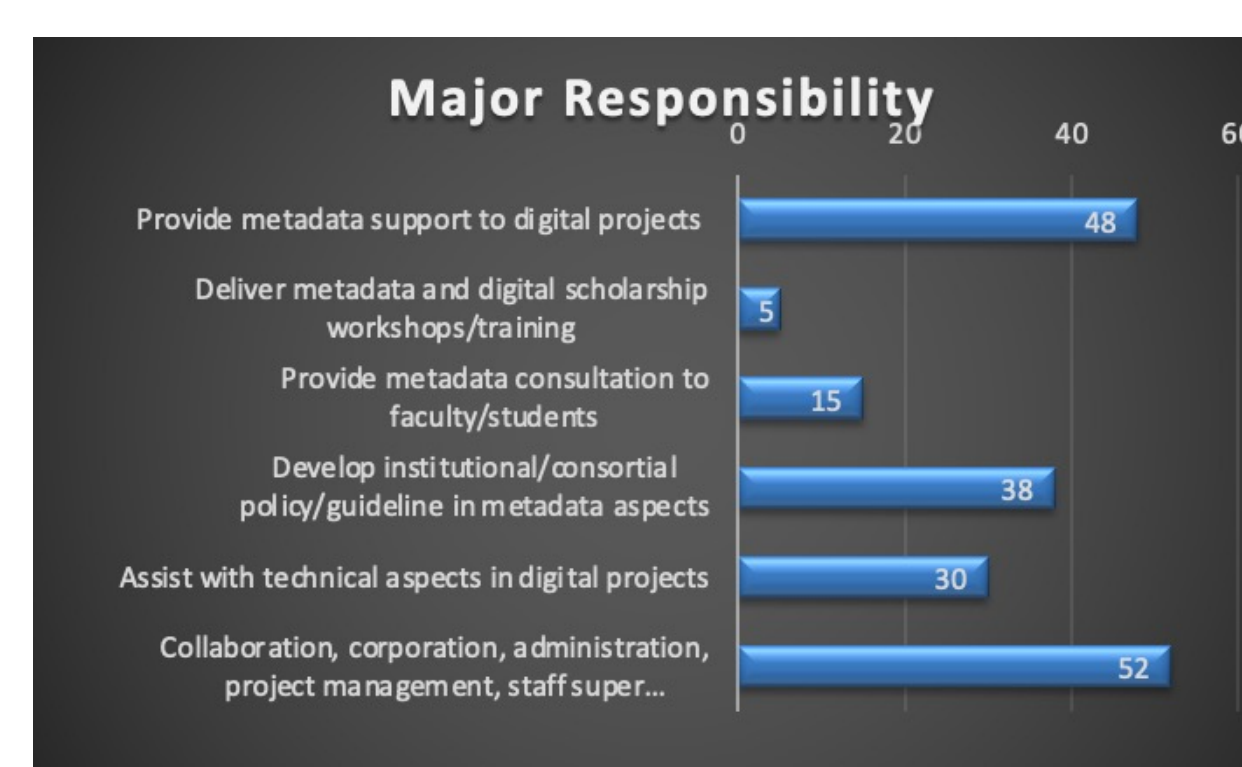 Major Responsibility
0 20 40 60
Provide metadata support to digital projects 48
Deliver metadata and digital scholarship
workshops/training 5
Provide metadata consultation to
faculty/students 15
Develop institutional/consortial
policy/guideline in metadata aspects 38
Assist with technical aspects in digital projects 30
Collaboration, corporation, administration,
project management, staff super... 52